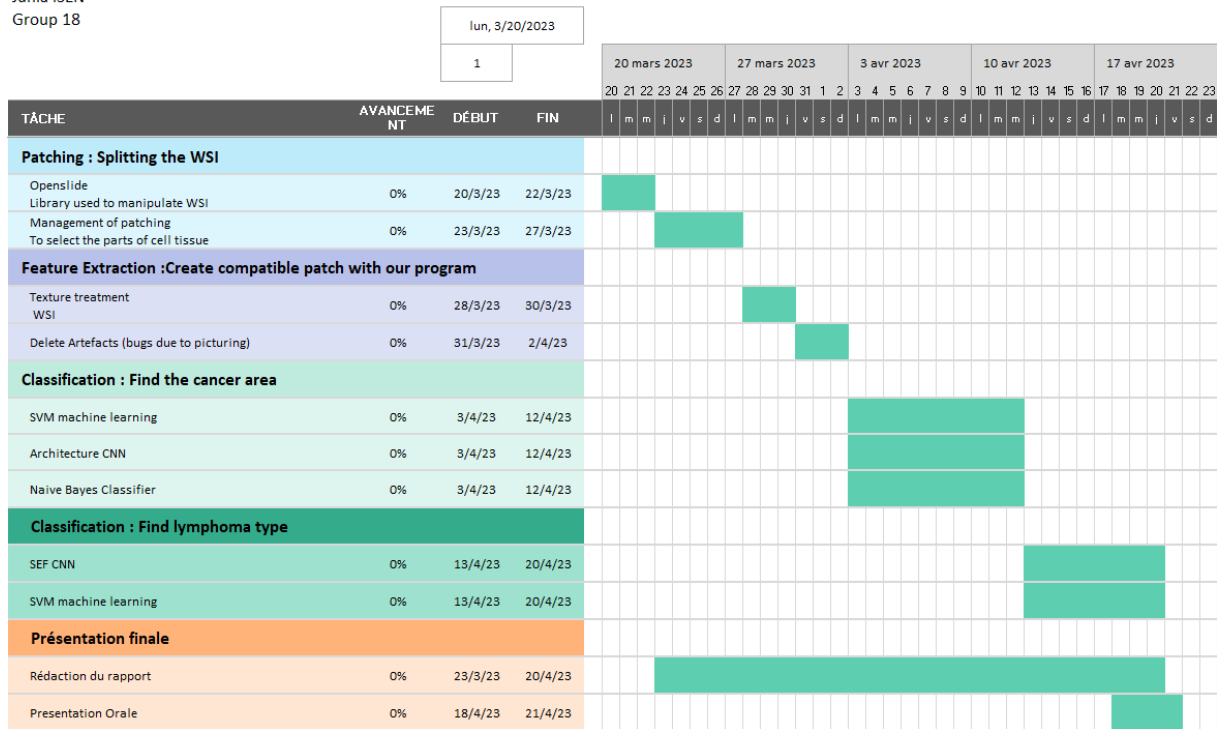 Group 18
lun, 3/20/2023
1
20 mars 2023 27 mars 2023 3 avr 2023 10 avr 2023 17 avr 2023
20 21 22 23 24 25 26 27 28 29 30 31 1 2 3 4 5 6 7 8 9 10 11 12 13 14 15 16 17 18 19 20 21 22 23
TÂCHE AVANCEME NT DÉBUT FIN l m m j v s d l m m j v s d l m m j v s d l m m j v s d l m m j v s d
Patching : Splitting the WSI
Openslide
Library used to manipulate WSI 0% 20/3/23 22/3/23
Management of patching
To select the parts of cell tissue 0% 23/3/23 27/3/23
Feature Extraction :Create compatible patch with our program
Texture treatment
WSI 0% 28/3/23 30/3/23
Delete Artefacts (bugs due to picturing) 0% 31/3/23 2/4/23
Classification : Find the cancer area
SVM machine learning 0% 3/4/23 12/4/23
Architecture CNN 0% 3/4/23 12/4/23
Naive Bayes Classifier 0% 3/4/23 12/4/23
Classification : Find lymphoma type
SEF CNN 0% 13/4/23 20/4/23
SVM machine learning 0% 13/4/23 20/4/23
Présentation finale
Rédaction du rapport 0% 23/3/23 20/4/23
Presentation Orale 0% 18/4/23 21/4/23